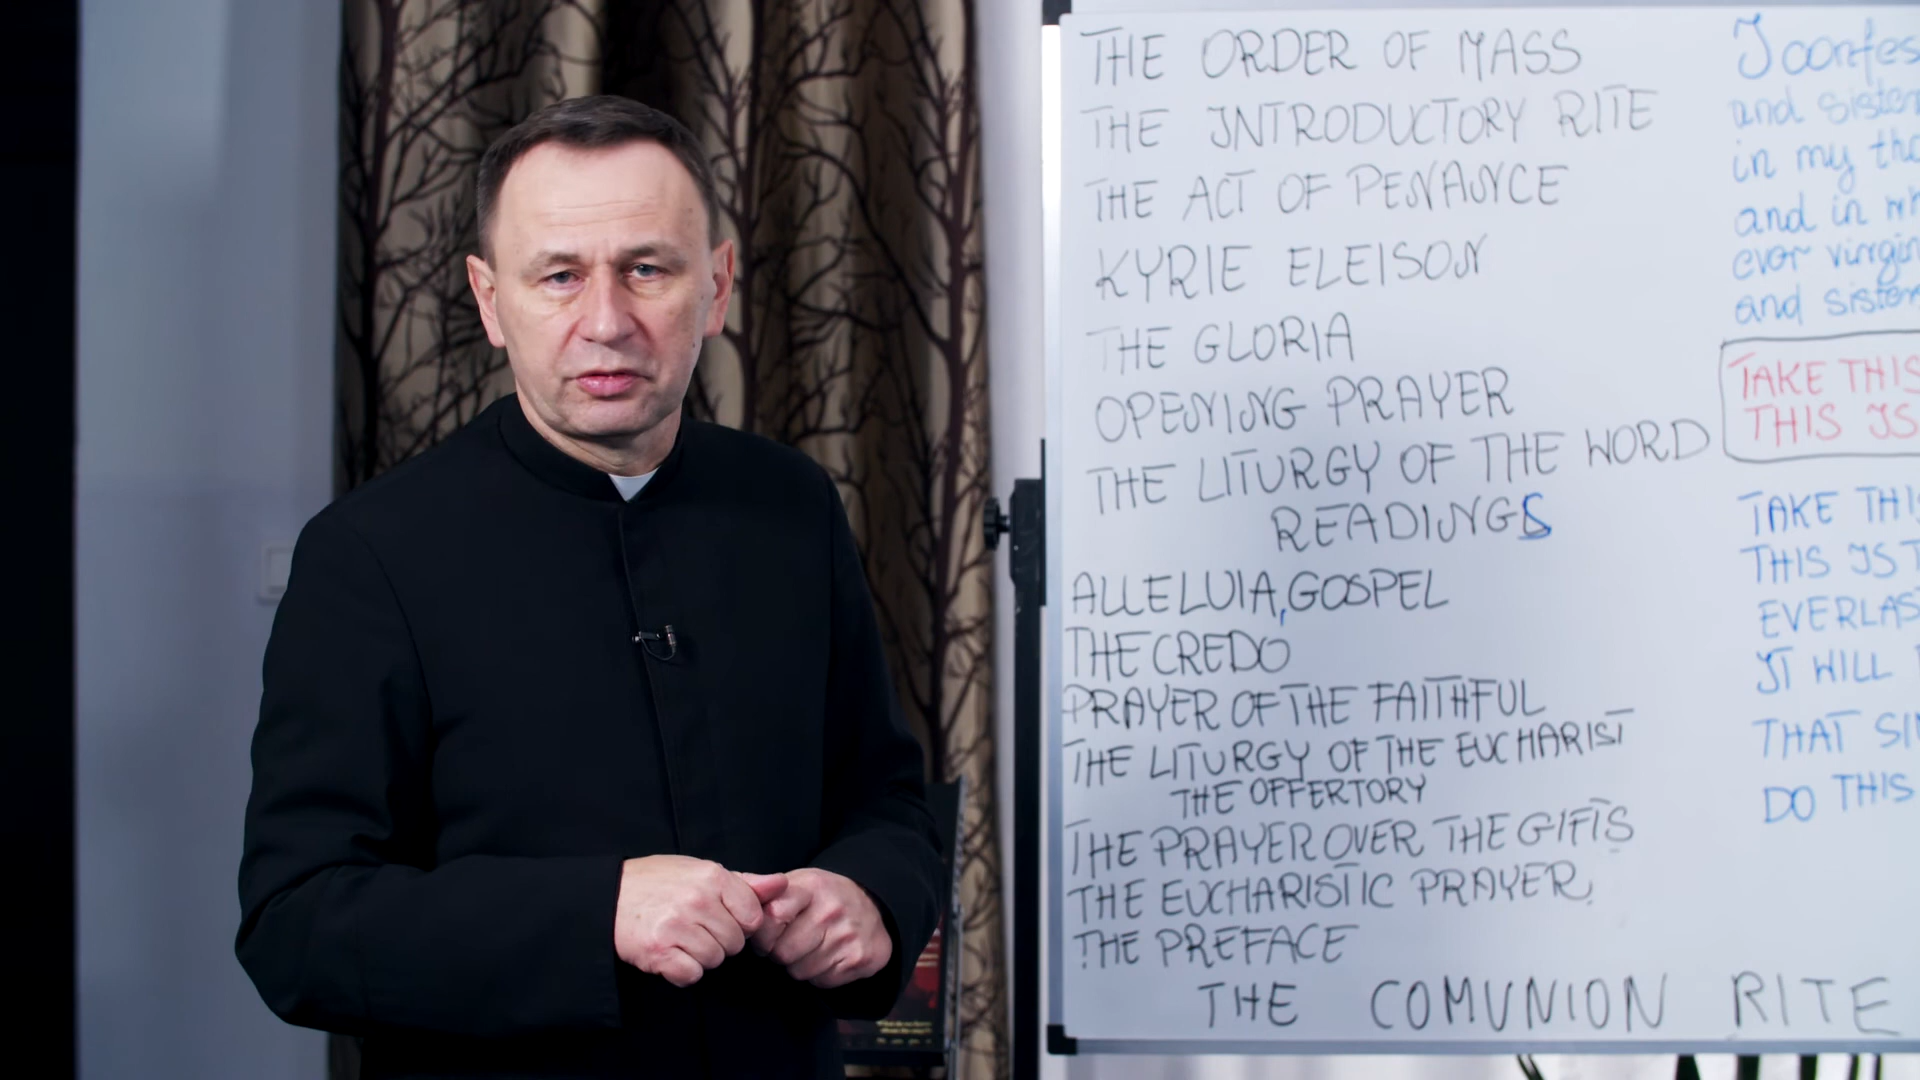 THE ORDER OF MASS
THE INTRODUCTORY RITE
THE ACT OF PENANCE
KYRIE ELEISON
THE GLORIA
OPENING PRAYER
THE LITURGY OF THE WORD
READINGS
ALLELUIA, GOSPEL
THE CREDO
PRAYER OF THE FAITHFUL
THE LITURGY OF THE EUCHARIST
THE OFFERTORY
THE PRAYER OVER THE GIFTS
THE EUCHARISTIC PRAYER
THE PREFACE
THE COMUNION RITE
I confes
and sister
in my tho
and in
ever virgin
and sister
TAKE THIS
THIS IS
TAKE THIS
THIS IS T
EVERLAS
IT WILL
THAT SI
DO THIS